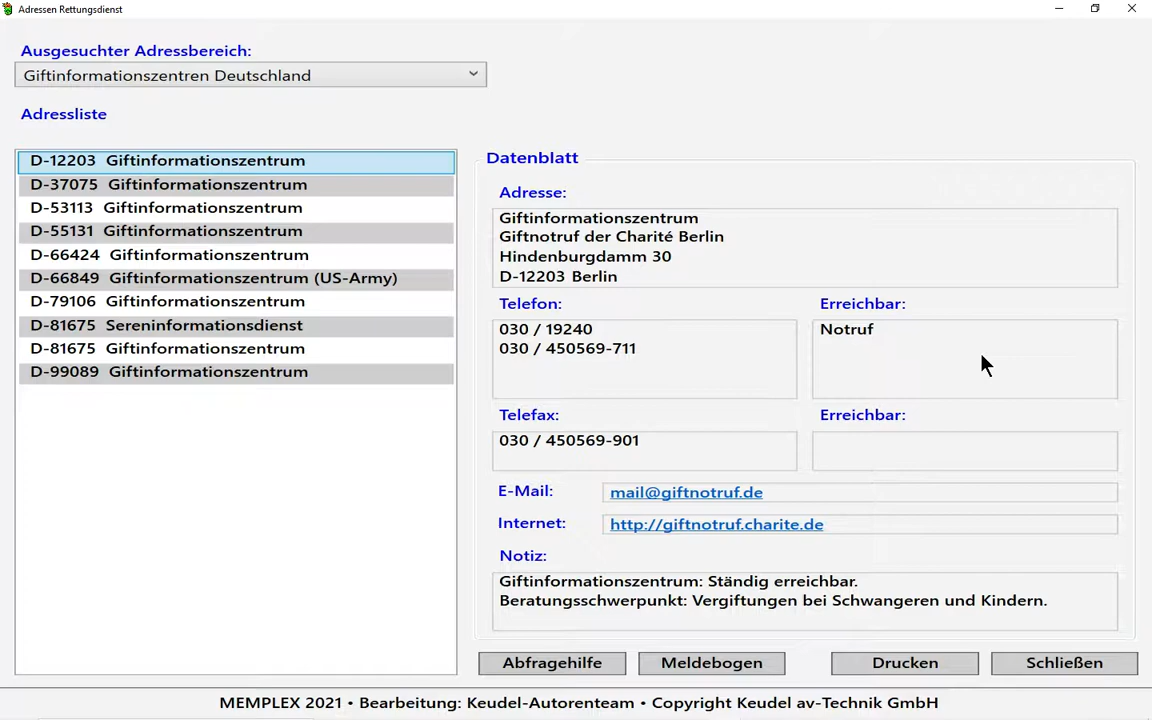 Adressen Rettungsdienst
Ausgesuchter Adressbereich:
Giftinformationszentren Deutschland
Adressliste
D-12203 Giftinformationszentrum
D-37075 Giftinformationszentrum
D-53113 Giftinformationszentrum
D-55131 Giftinformationszentrum
D-66424 Giftinformationszentrum
D-66849 Giftinformationszentrum (US-Army)
D-79106 Giftinformationszentrum
D-81675 Sereninformationsdienst
D-81675 Giftinformationszentrum
D-99089 Giftinformationszentrum
Datenblatt
Adresse:
Giftinformationszentrum
Giftnotruf der Charité Berlin
Hindenburgdamm 30
D-12203 Berlin
Telefon:
030 / 19240
030 / 450569-711
Erreichbar:
Notruf
Telefax:
030 / 450569-901
Erreichbar:
E-Mail: mail@giftnotruf.de
Internet: http://giftnotruf.charite.de
Notiz:
Giftinformationszentrum: Ständig erreichbar.
Beratungsschwerpunkt: Vergiftungen bei Schwangeren und Kindern.
Abfragehilfe Meldebogen Drucken Schließen
MEMPLEX 2021 • Bearbeitung: Keudel-Autorenteam • Copyright Keudel av-Technik GmbH